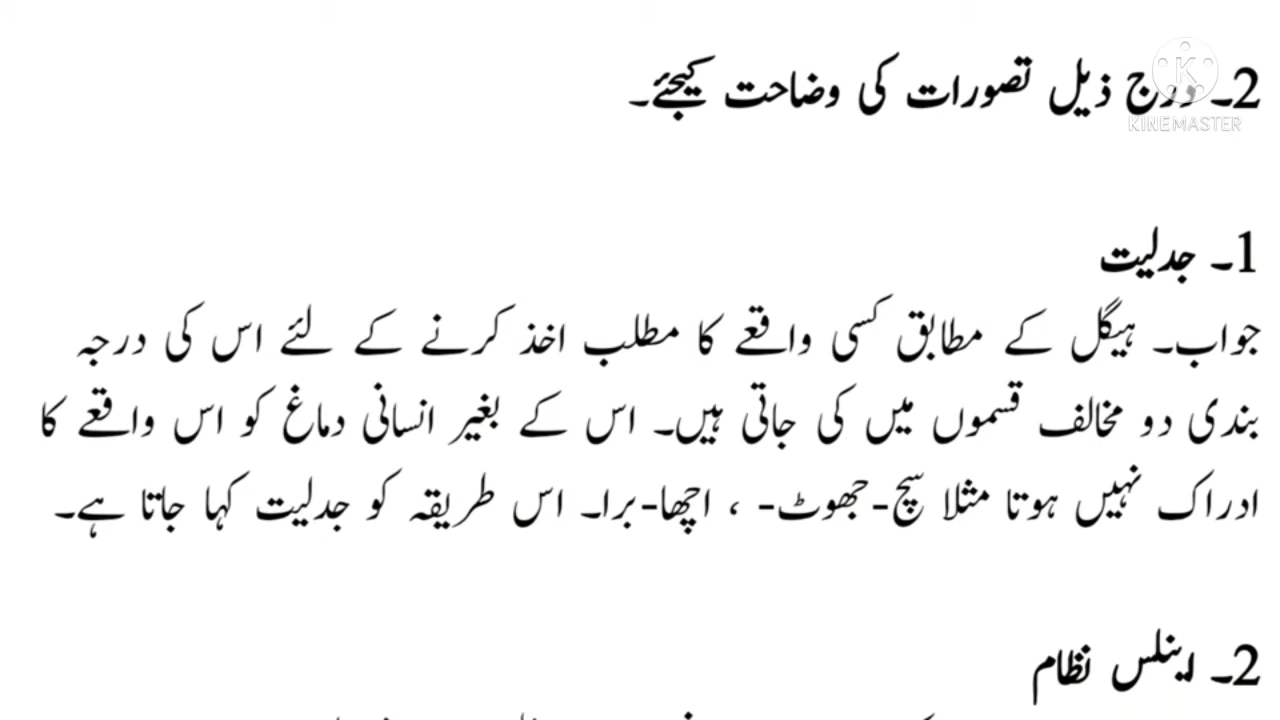 2۔ درج ذیل تصورات کی وضاحت کیجئے۔
KINEMASTER
1۔ جدلیت
جواب۔ ہیگل کے مطابق کسی واقعے کا مطلب اخذ کرنے کے لئے اس کی درجہ
بندی دو مخالف قسموں میں کی جاتی ہیں۔ اس کے بغیر انسانی دماغ کو اس واقعے کا
ادراک نہیں ہوتا مثلا سچ-جھوٹ- ، اچھا-برا۔ اس طریقہ کو جدلیت کہا جاتا ہے۔
2۔ اینلس نظام